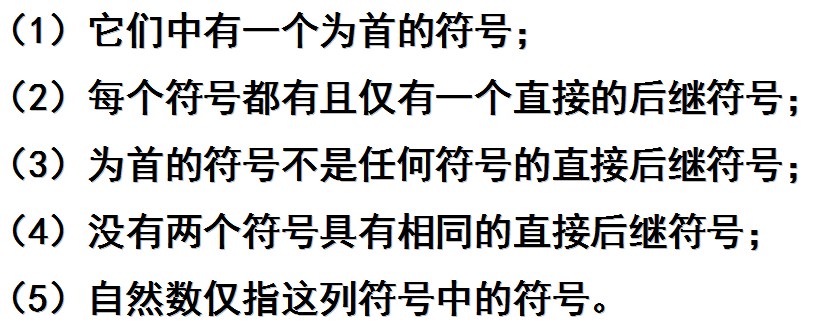 （1）它们中有一个为首的符号；
（2）每个符号都有且仅有一个直接的后继符号；
（3）为首的符号不是任何符号的直接后继符号；
（4）没有两个符号具有相同的直接后继符号；
（5）自然数仅指这列符号中的符号。